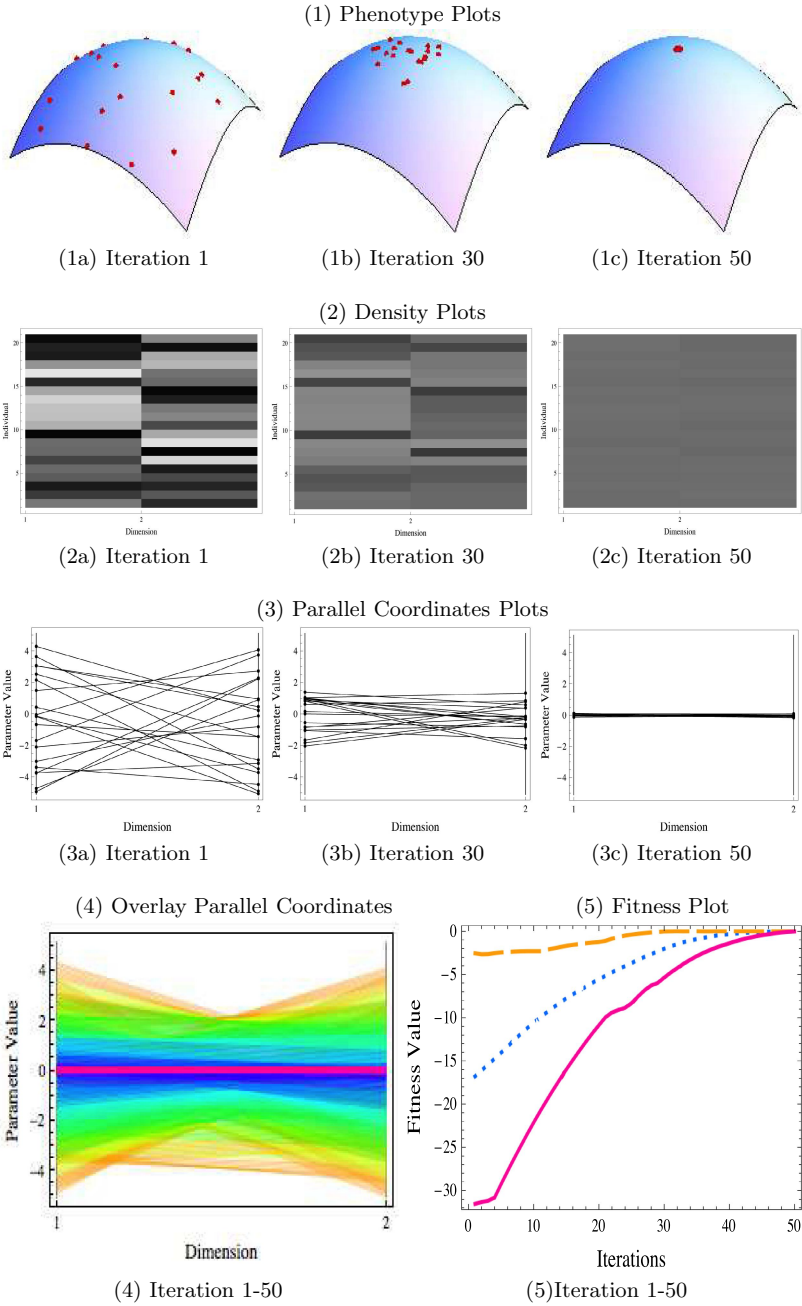 (1) Phenotype Plots
(1a) Iteration 1
(1b) Iteration 30
(1c) Iteration 50
(2) Density Plots
Individual
20
15
10
5
1
2
Dimension
20
15
10
5
1
2
Dimension
20
15
10
5
1
2
Dimension
(2a) Iteration 1
(2b) Iteration 30
(2c) Iteration 50
(3) Parallel Coordinates Plots
Parameter Value
4
2
0
−2
−4
1
2
Dimension
Parameter Value
4
2
0
−2
−4
1
2
Dimension
Parameter Value
4
2
0
−2
−4
1
2
Dimension
(3a) Iteration 1
(3b) Iteration 30
(3c) Iteration 50
(4) Overlay Parallel Coordinates
Parameter Value
4
2
0
-2
-4
1
2
Dimension
(4) Iteration 1-50
(5) Fitness Plot
Fitness Value
0
−5
−10
−15
−20
−25
−30
0
10
20
30
40
50
Iterations
(5)Iteration 1-50